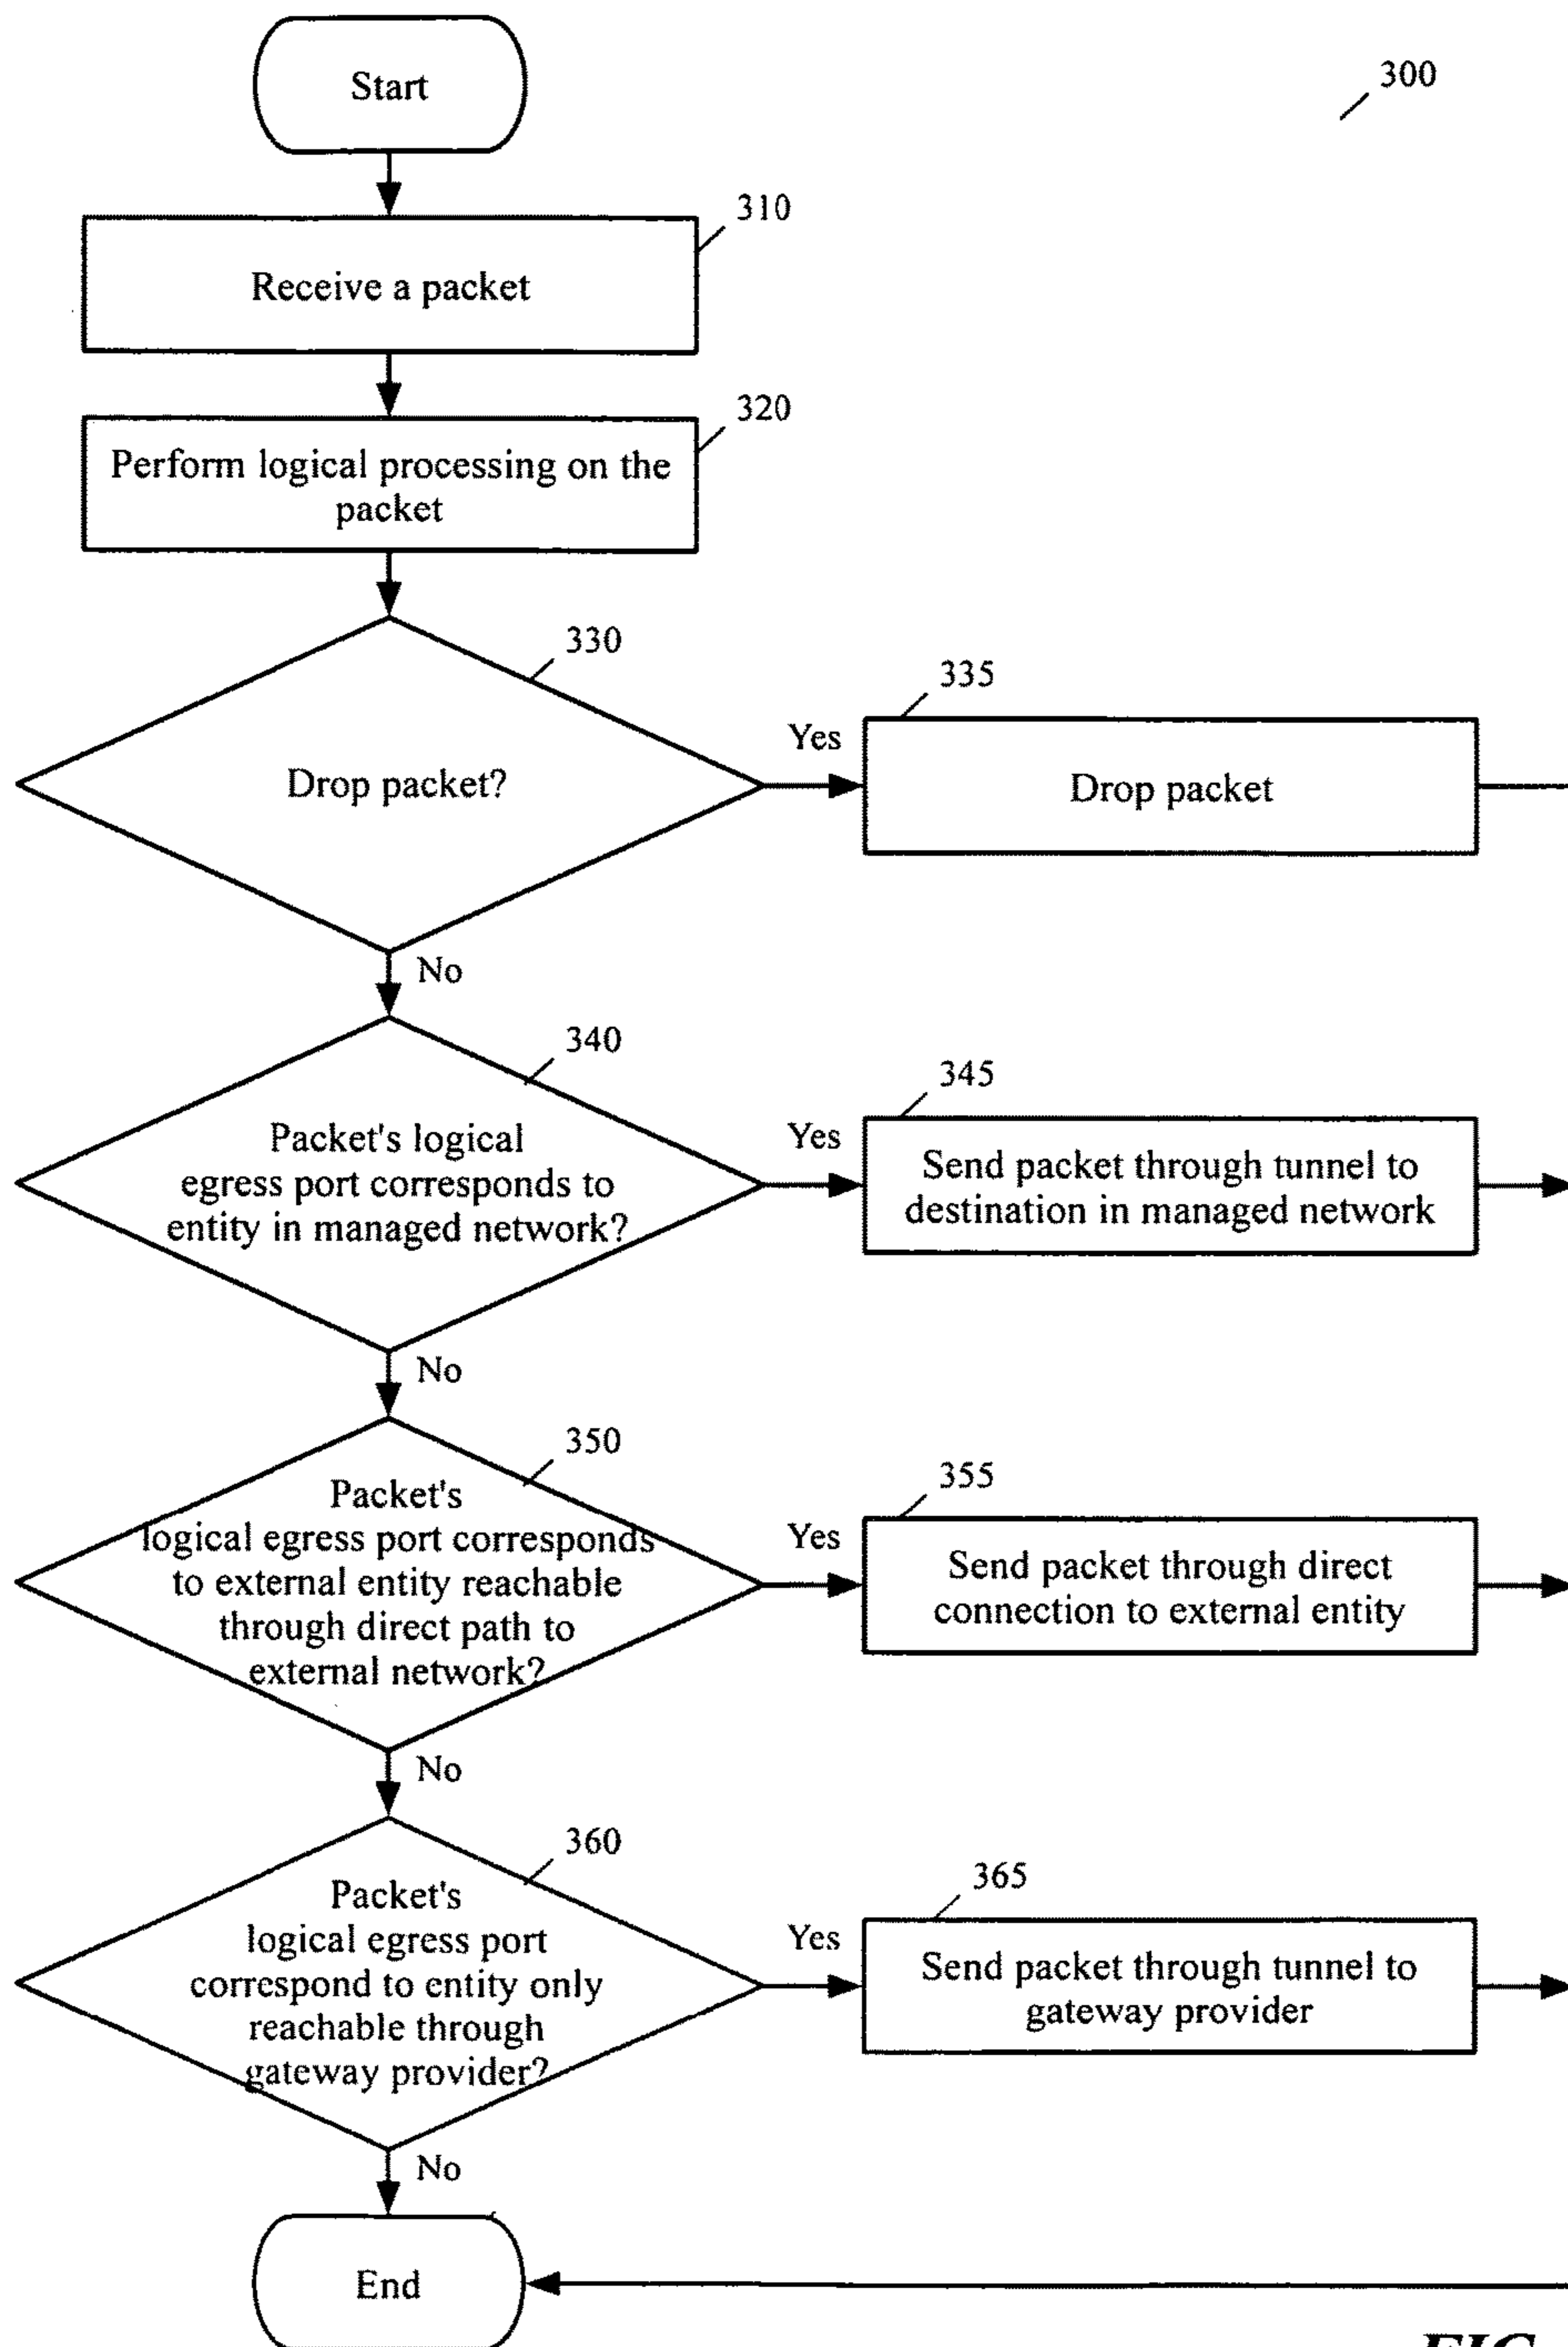 Start
300
310
Receive a packet
320
Perform logical processing on the
packet
330
Drop packet?
Yes
335
Drop packet
No
340
Packet's logical
egress port corresponds to
entity in managed network?
Yes
345
Send packet through tunnel to
destination in managed network
No
350
Packet's
logical egress port corresponds
to external entity reachable
through direct path to
external network?
Yes
355
Send packet through direct
connection to external entity
No
360
Packet's
logical egress port
correspond to entity only
reachable through
gateway provider?
Yes
365
Send packet through tunnel to
gateway provider
No
End